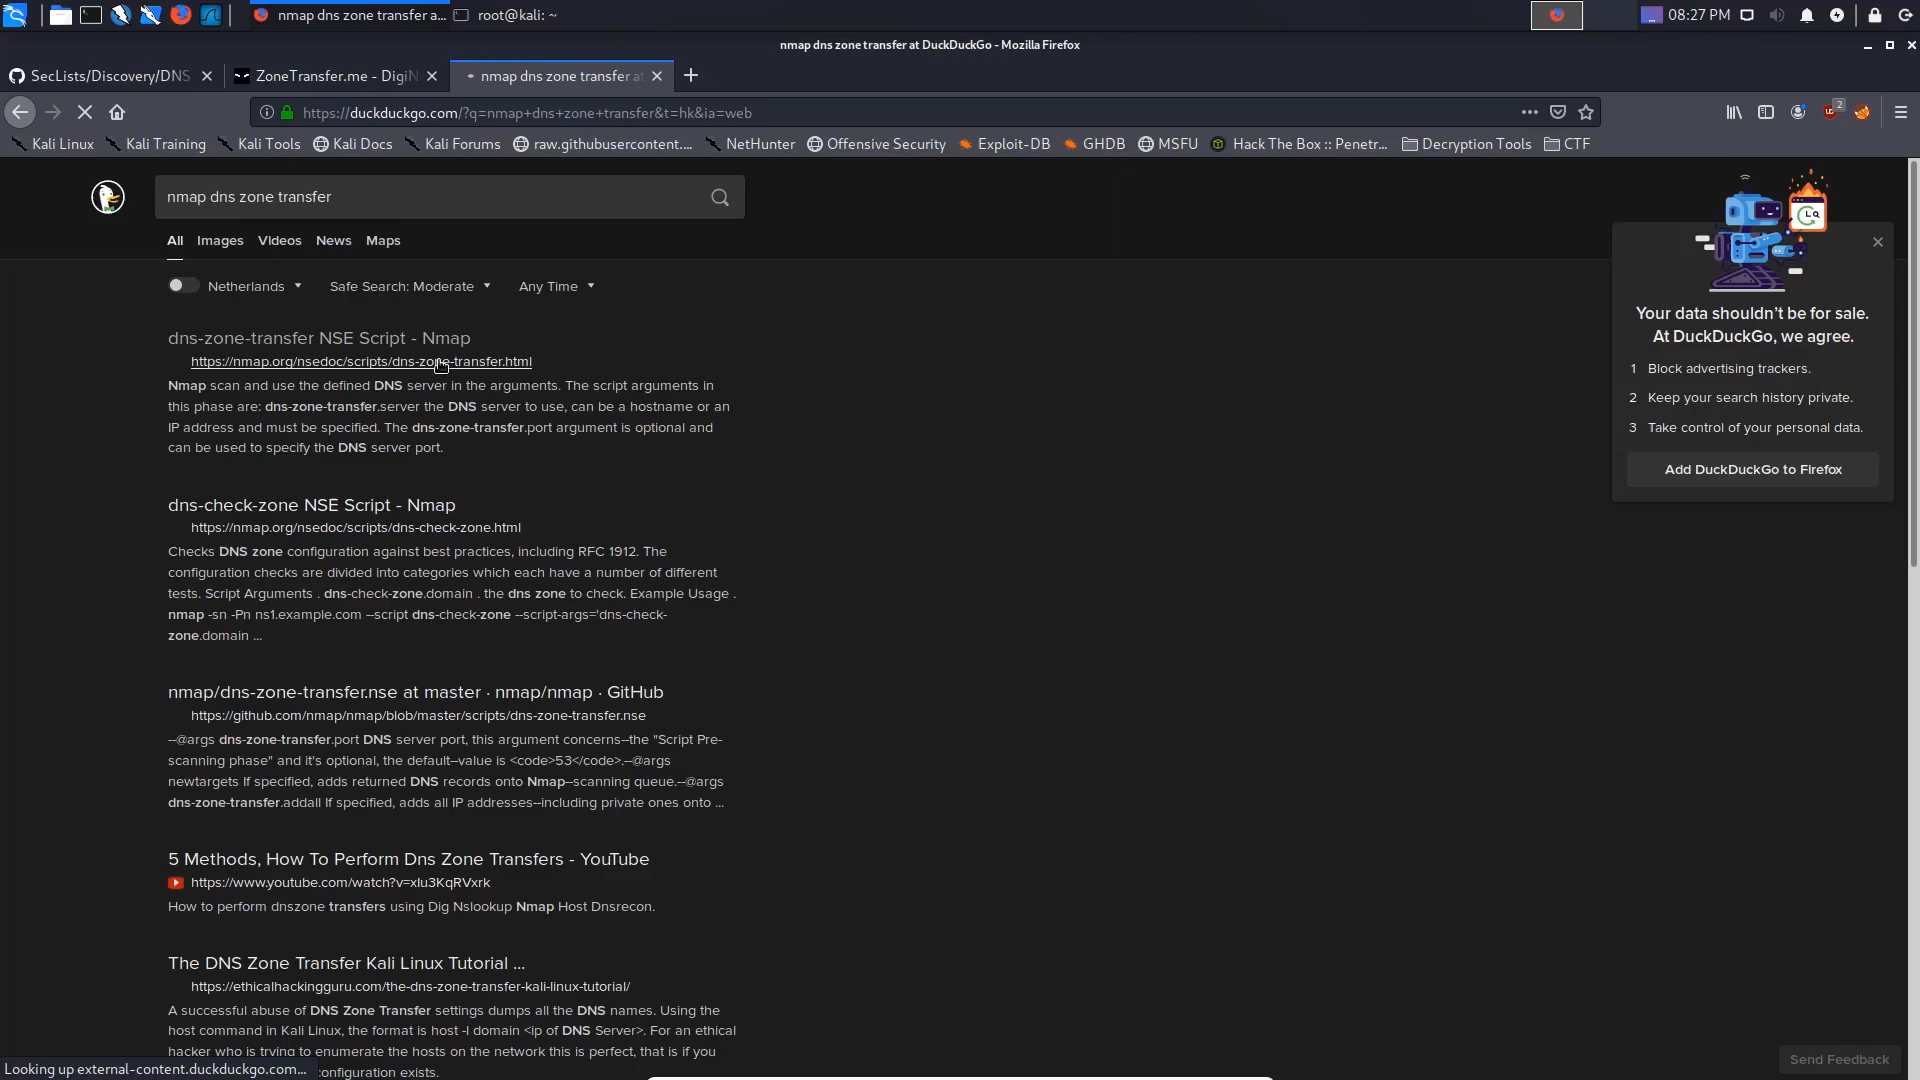 nmap dns zone transfer a...
root@kali: ~
08:27 PM
nmap dns zone transfer at DuckDuckGo - Mozilla Firefox
SecLists/Discovery/DNS
ZoneTransfer.me - DigiN
nmap dns zone transfer at
https://duckduckgo.com/?q=nmap+dns+zone+transfer&t=hk&ia=web
2
Kali Linux
Kali Training
Kali Tools
Kali Docs
Kali Forums
raw.githubusercontent....
NetHunter
Offensive Security
Exploit-DB
GHDB
MSFU
Hack The Box :: Penetr...
Decryption Tools
CTF
nmap dns zone transfer
All Images Videos News Maps
Netherlands
Safe Search: Moderate
Any Time
dns-zone-transfer NSE Script - Nmap
https://nmap.org/nsedoc/scripts/dns-zone-transfer.html
Nmap scan and use the defined DNS server in the arguments. The script arguments in
this phase are: dns-zone-transfer.server the DNS server to use, can be a hostname or an
IP address and must be specified. The dns-zone-transfer.port argument is optional and
can be used to specify the DNS server port.
dns-check-zone NSE Script - Nmap
https://nmap.org/nsedoc/scripts/dns-check-zone.html
Checks DNS zone configuration against best practices, including RFC 1912. The
configuration checks are divided into categories which each have a number of different
tests. Script Arguments . dns-check-zone.domain . the dns zone to check. Example Usage .
nmap -sn -Pn ns1.example.com --script dns-check-zone --script-args='dns-check-
zone.domain ...
nmap/dns-zone-transfer.nse at master · nmap/nmap · GitHub
https://github.com/nmap/nmap/blob/master/scripts/dns-zone-transfer.nse
--@args dns-zone-transfer.port DNS server port, this argument concerns--the "Script Pre-
scanning phase" and it's optional, the default--value is <code>53</code>.--@args
newtargets If specified, adds returned DNS records onto Nmap--scanning queue.--@args
dns-zone-transfer.addall If specified, adds all IP addresses--including private ones onto ...
5 Methods, How To Perform Dns Zone Transfers - YouTube
https://www.youtube.com/watch?v=xIu3KqRVxrk
How to perform dnszone transfers using Dig Nslookup Nmap Host Dnsrecon.
The DNS Zone Transfer Kali Linux Tutorial ...
https://ethicalhackingguru.com/the-dns-zone-transfer-kali-linux-tutorial/
A successful abuse of DNS Zone Transfer settings dumps all the DNS names. Using the
host command in Kali Linux, the format is host -l domain <ip of DNS Server>. For an ethical
hacker who is trying to enumerate the hosts on the network this is perfect, that is if you
configuration exists.
Your data shouldn't be for sale.
At DuckDuckGo, we agree.
1 Block advertising trackers.
2 Keep your search history private.
3 Take control of your personal data.
Add DuckDuckGo to Firefox
Send Feedback
Looking up external-content.duckduckgo.com...